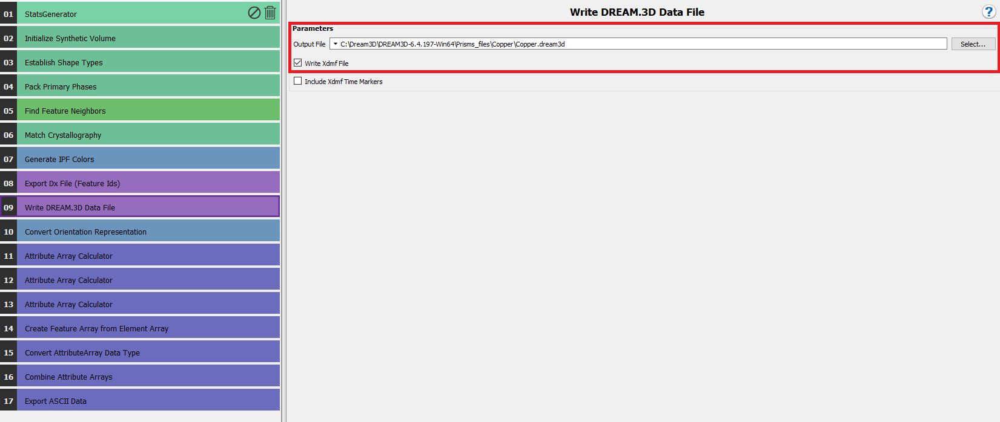 01 StatsGenerator
02 Initialize Synthetic Volume
03 Establish Shape Types
04 Pack Primary Phases
05 Find Feature Neighbors
06 Match Crystallography
07 Generate IPF Colors
08 Export Dx File (Feature Ids)
09 Write DREAM.3D Data File
10 Convert Orientation Representation
11 Attribute Array Calculator
12 Attribute Array Calculator
13 Attribute Array Calculator
14 Create Feature Array from Element Array
15 Convert AttributeArray Data Type
16 Combine Attribute Arrays
17 Export ASCII Data
Write DREAM.3D Data File
?
Parameters
Output File C:\Dream3D\DREAM3D-6.4.197-Win64\Prisms_files\Copper\Copper.dream3d Select...
Write Xdmf File
Include Xdmf Time Markers